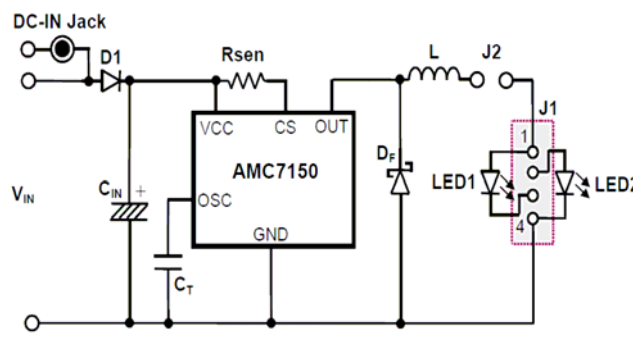 DC-IN Jack
D1
Rsen
L
J2
J1
VCC
CS
OUT
1
AMC7150
DF
LED1
LED2
VIN
CIN
+
OSC
4
GND
CT